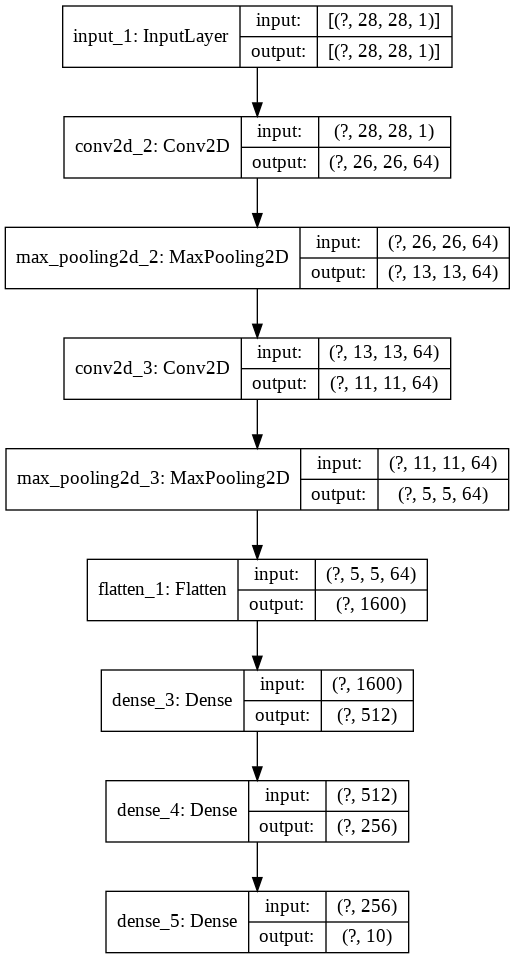 input_1: InputLayer
input:
[(?, 28, 28, 1)]
output:
[(?, 28, 28, 1)]
conv2d_2: Conv2D
input:
(?, 28, 28, 1)
output:
(?, 26, 26, 64)
max_pooling2d_2: MaxPooling2D
input:
(?, 26, 26, 64)
output:
(?, 13, 13, 64)
conv2d_3: Conv2D
input:
(?, 13, 13, 64)
output:
(?, 11, 11, 64)
max_pooling2d_3: MaxPooling2D
input:
(?, 11, 11, 64)
output:
(?, 5, 5, 64)
flatten_1: Flatten
input:
(?, 5, 5, 64)
output:
(?, 1600)
dense_3: Dense
input:
(?, 1600)
output:
(?, 512)
dense_4: Dense
input:
(?, 512)
output:
(?, 256)
dense_5: Dense
input:
(?, 256)
output:
(?, 10)